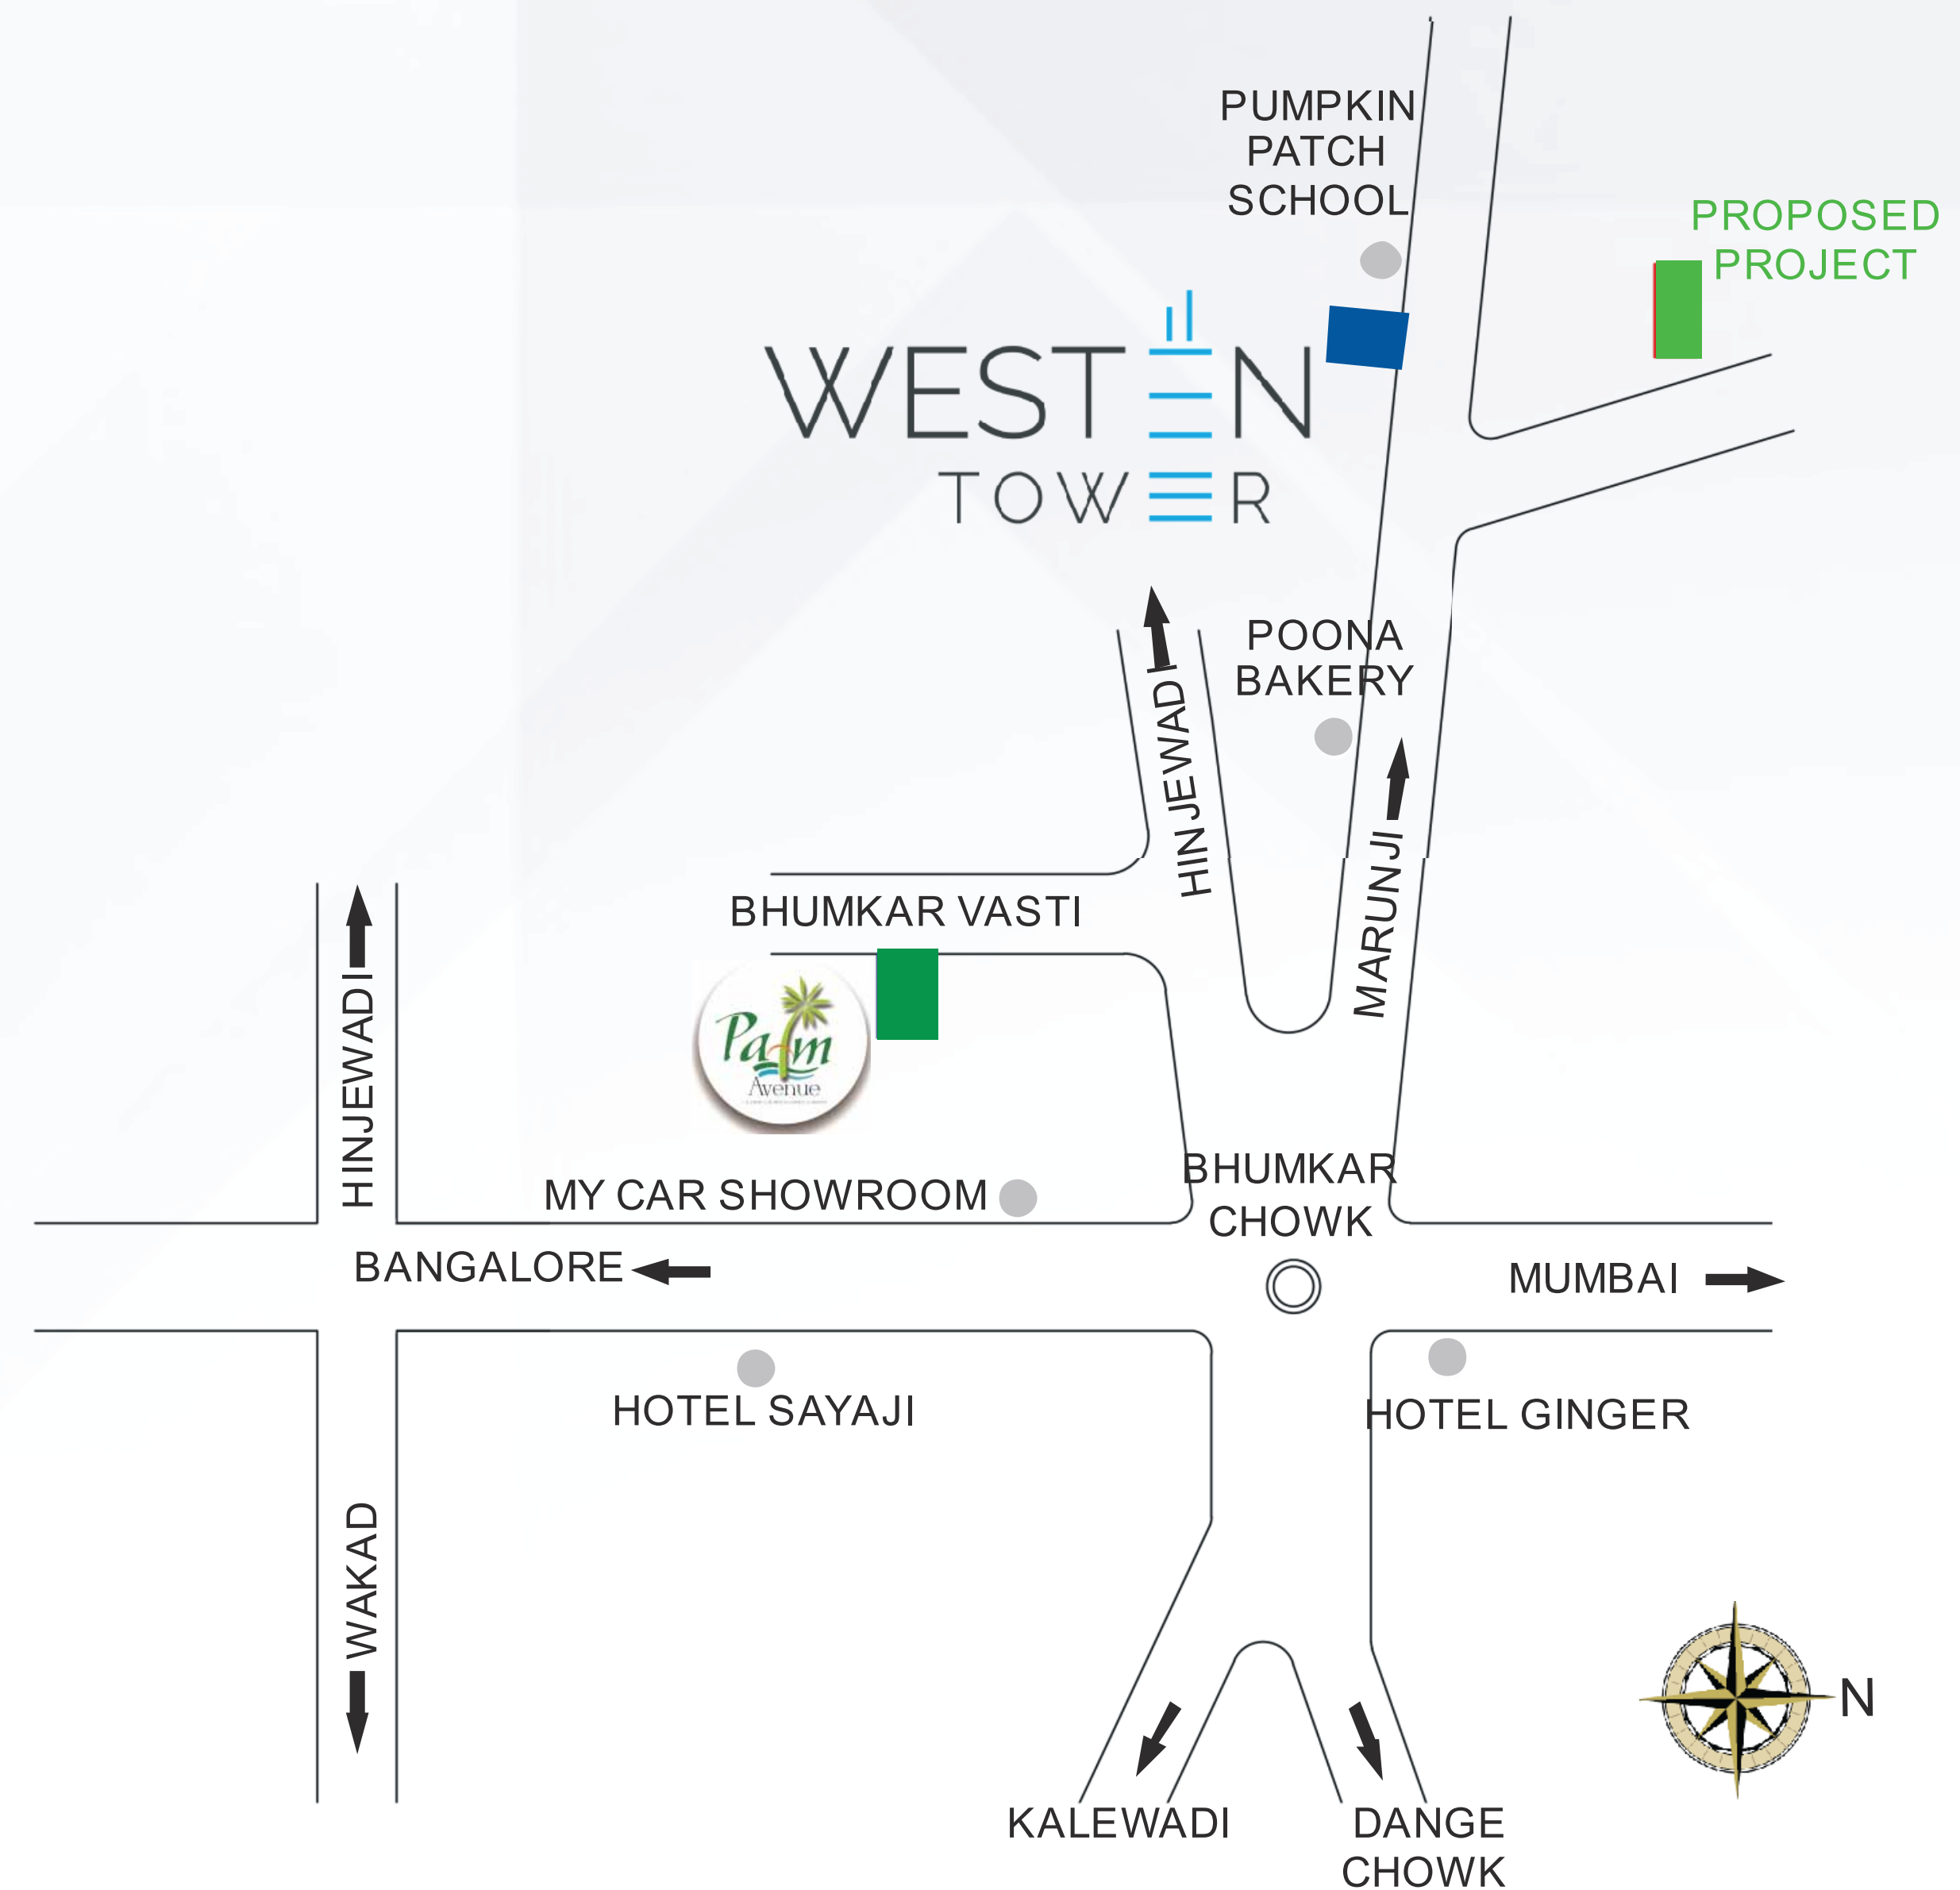 PUMPKIN
PATCH
SCHOOL
PROPOSED
PROJECT
WESTEN
TOWER
POONA
BAKERY
HINJEWADI
MARUNJI
BHUMKAR VASTI
Palm
Avenue
HINJEWADI
MY CAR SHOWROOM
BHUMKAR
CHOWK
BANGALORE
MUMBAI
HOTEL SAYAJI
HOTEL GINGER
WAKAD
N
KALEWADI
DANGE
CHOWK